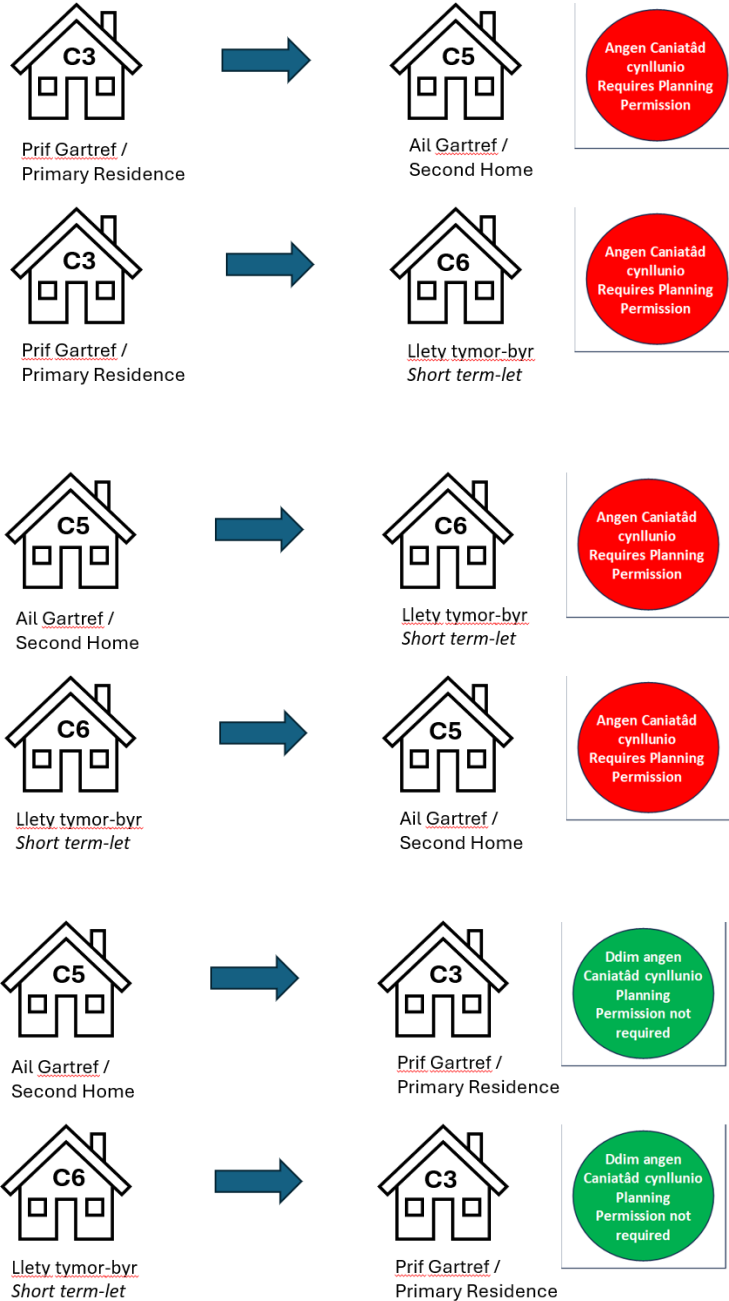 C3
C5
Angen Caniatâd
cynllunio
Requires Planning
Permission
Prif Gartref /
Primary Residence
Ail Gartref /
Second Home
C3
C6
Angen Caniatâd
cynllunio
Requires Planning
Permission
Prif Gartref /
Primary Residence
Llety tymor-byr
Short term-let
C5
C6
Angen Caniatâd
cynllunio
Requires Planning
Permission
Ail Gartref /
Second Home
Llety tymor-byr
Short term-let
C6
C5
Angen Caniatâd
cynllunio
Requires Planning
Permission
Llety tymor-byr
Short term-let
Ail Gartref /
Second Home
C5
C3
Ddim angen
Caniatâd cynllunio
Planning
Permission not
required
Ail Gartref /
Second Home
Prif Gartref /
Primary Residence
C6
C3
Ddim angen
Caniatâd cynllunio
Planning
Permission not
required
Llety tymor-byr
Short term-let
Prif Gartref /
Primary Residence